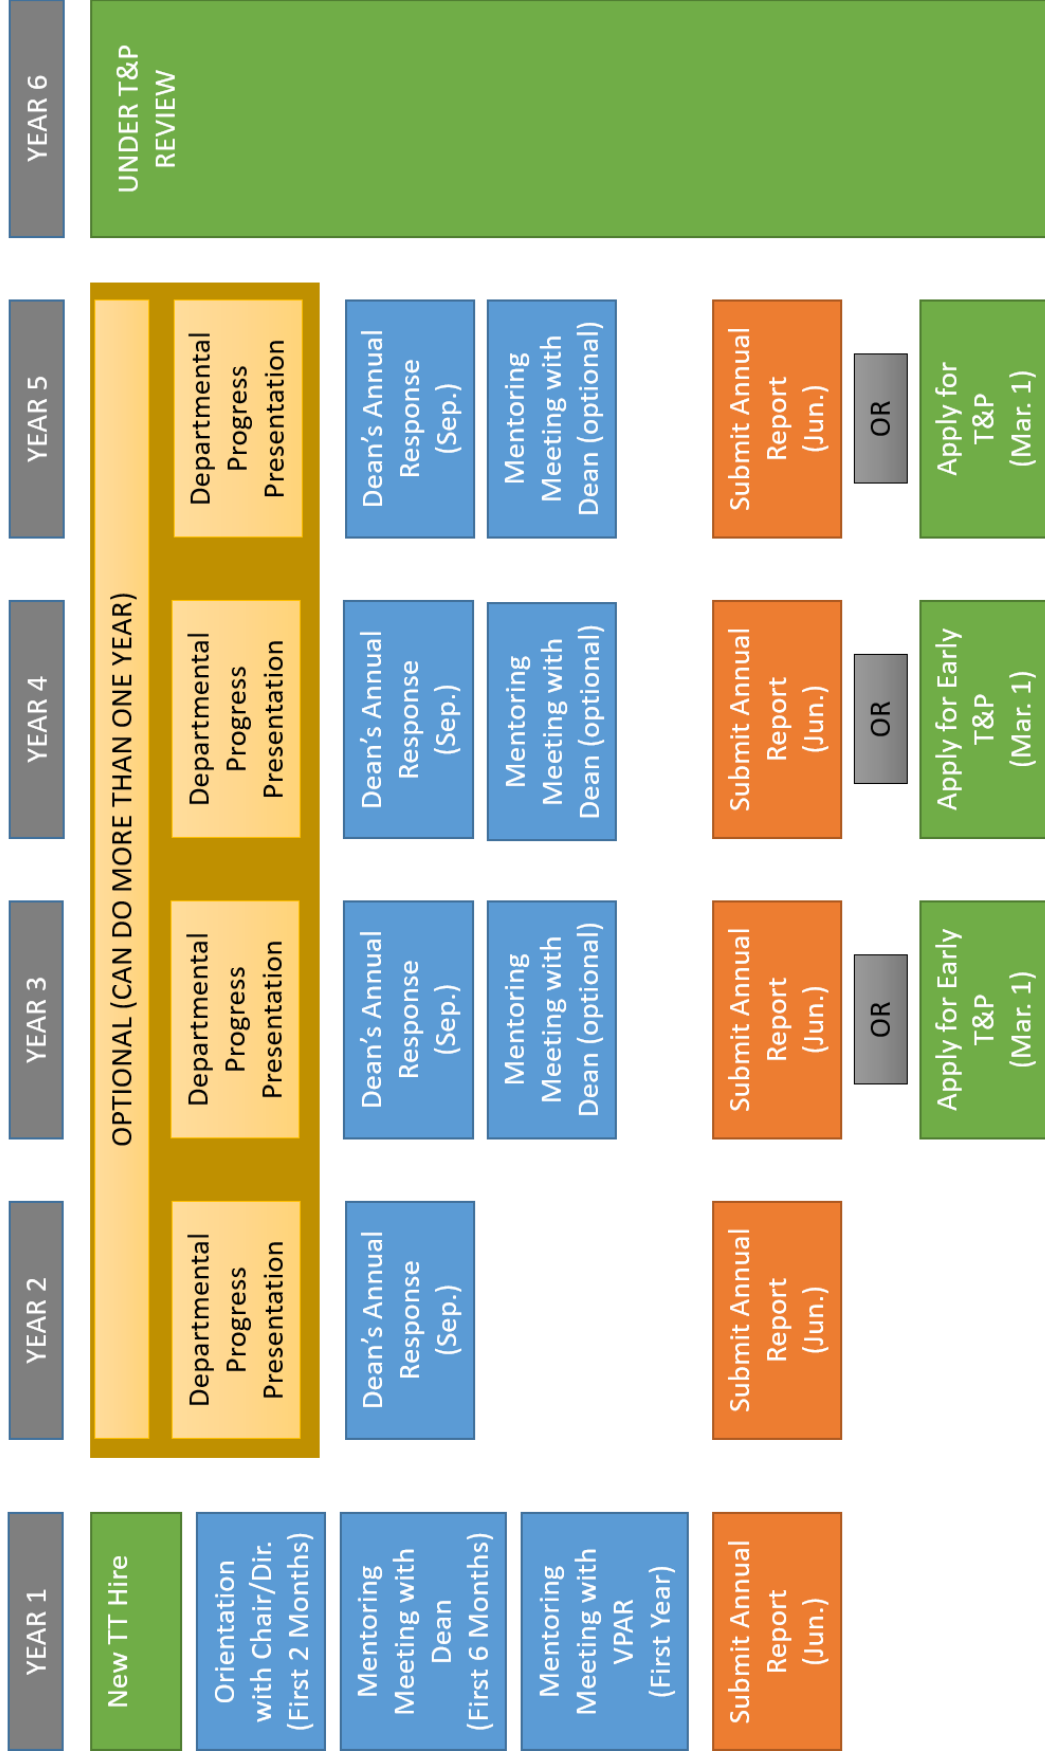 YEAR 1
New TT Hire
Orientation
with Chair/Dir.
(First 2 Months)
Mentoring
Meeting with
Dean
(First 6 Months)
Mentoring
Meeting with
VPAR
(First Year)
Submit Annual
Report
(Jun.)
OPTIONAL (CAN DO MORE THAN ONE YEAR)
YEAR 2
Departmental
Progress
Presentation
Dean's Annual
Response
(Sep.)
Submit Annual
Report
(Jun.)
YEAR 3
Departmental
Progress
Presentation
Dean's Annual
Response
(Sep.)
Mentoring
Meeting with
Dean (optional)
Submit Annual
Report
(Jun.)
OR
Apply for Early
T&P
(Mar. 1)
YEAR 4
Departmental
Progress
Presentation
Dean's Annual
Response
(Sep.)
Mentoring
Meeting with
Dean (optional)
Submit Annual
Report
(Jun.)
OR
Apply for Early
T&P
(Mar. 1)
YEAR 5
Departmental
Progress
Presentation
Dean's Annual
Response
(Sep.)
Mentoring
Meeting with
Dean (optional)
Submit Annual
Report
(Jun.)
OR
Apply for
T&P
(Mar. 1)
YEAR 6
UNDER T&P
REVIEW